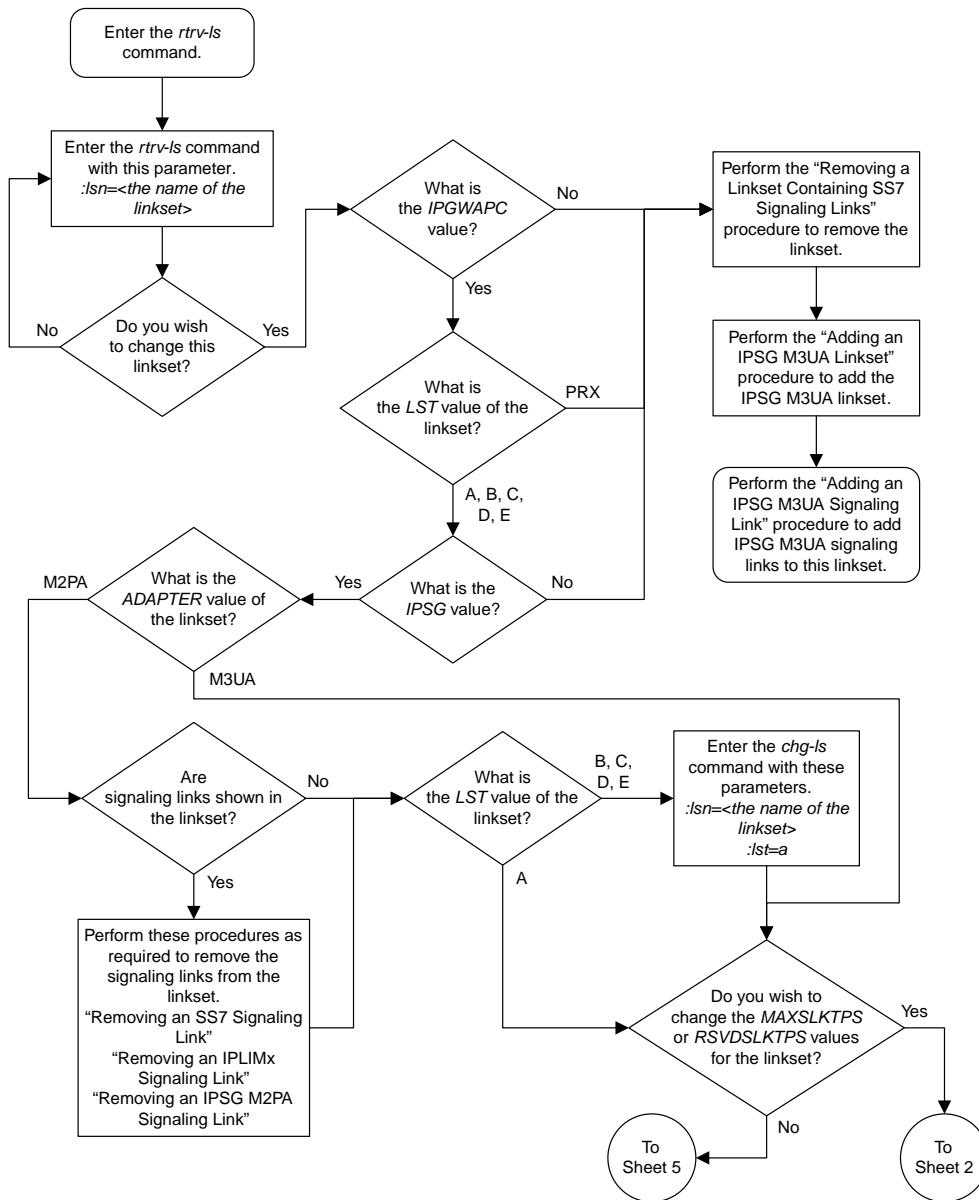 Enter the rtrv-ls
command.
Enter the rtrv-ls command
with this parameter.
:lsn=<the name of the
linkset>
Do you wish
to change this
linkset?
No
Yes
What is
the IPGWAPC
value?
No
Yes
What is
the LST value of the
linkset?
PRX
A, B, C,
D, E
What is the
IPSG value?
Yes
No
Perform the “Removing a
Linkset Containing SS7
Signaling Links”
procedure to remove the
linkset.
Perform the “Adding an
IPSG M3UA Linkset”
procedure to add the
IPSG M3UA linkset.
Perform the “Adding an
IPSG M3UA Signaling
Link” procedure to add
IPSG M3UA signaling
links to this linkset.
What is the
ADAPTER value of
the linkset?
M2PA
M3UA
Are
signaling links shown in
the linkset?
No
Yes
Perform these procedures as
required to remove the
signaling links from the
linkset.
“Removing an SS7 Signaling
Link”
“Removing an IPLIMx
Signaling Link”
“Removing an IPSG M2PA
Signaling Link”
What is
the LST value of the
linkset?
B, C,
D, E
A
Enter the chg-ls
command with these
parameters.
:lsn=<the name of the
linkset>
:lst=a
Do you wish to
change the MAXSLKTPS
or RSVDSLKTPS values
for the linkset?
Yes
No
To
Sheet 5
To
Sheet 2